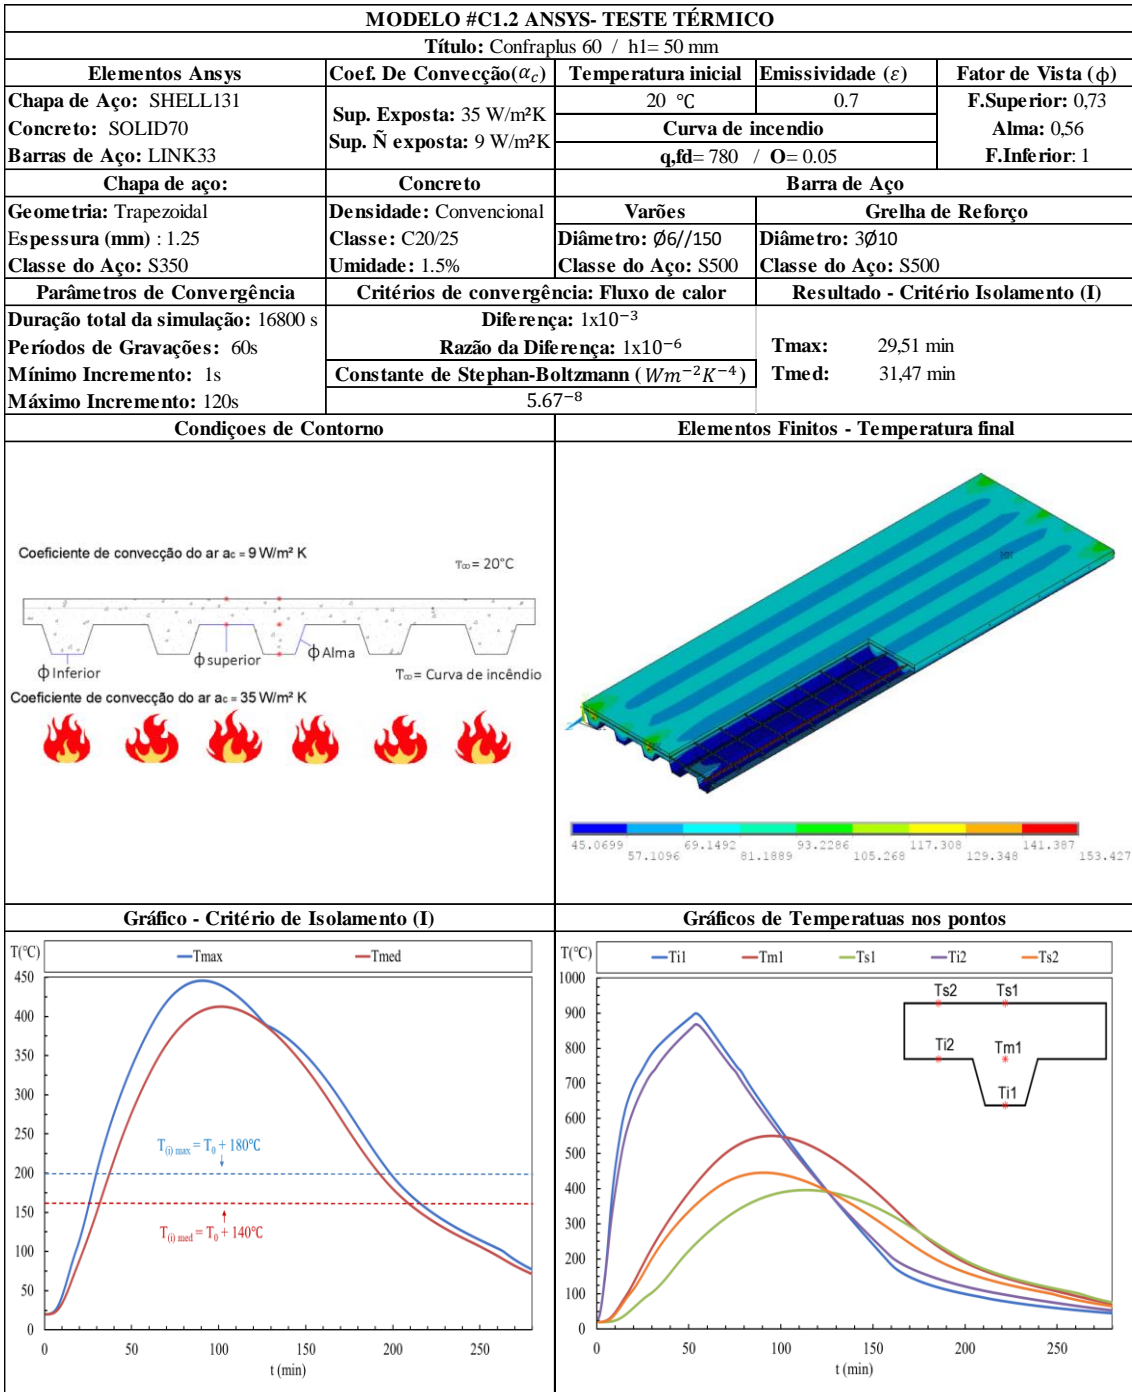 MODELO #C1.2 ANSYS- TESTE TÉRMICO
Título: Confraplus 60 / h1= 50 mm
Elementos Ansys
Coef. De Convecção(α_c)
Temperatura inicial
Emissividade (ε)
Fator de Vista (ϕ)
Chapa de Aço: SHELL131
Concreto: SOLID70
Barras de Aço: LINK33
Sup. Exposta: 35 W/m²K
Sup. Ñ exposta: 9 W/m²K
20 °C
0.7
Curva de incendio
q,fd= 780 / O= 0.05
F.Superior: 0,73
Alma: 0,56
F.Inferior: 1
Chapa de aço:
Concreto
Barra de Aço
Geometria: Trapezoidal
Espessura (mm) : 1.25
Classe do Aço: S350
Densidade: Convencional
Classe: C20/25
Umidade: 1.5%
Varões
Diâmetro: Ø6//150
Classe do Aço: S500
Grelha de Reforço
Diâmetro: 3Ø10
Classe do Aço: S500
Parâmetros de Convergência
Critérios de convergência: Fluxo de calor
Resultado - Critério Isolamento (I)
Duração total da simulação: 16800 s
Períodos de Gravações: 60s
Mínimo Incremento: 1s
Máximo Incremento: 120s
Diferença: 1x10⁻³
Razão da Diferença: 1x10⁻⁶
Constante de Stephan-Boltzmann (Wm⁻²K⁻⁴)
5.67⁻⁸
Tmax: 29,51 min
Tmed: 31,47 min
Condiçoes de Contorno
Elementos Finitos - Temperatura final
Coeficiente de convecção do ar ac = 9 W/m² K
T∞= 20°C
ϕ Inferior
ϕ superior
ϕ Alma
T∞= Curva de incêndio
Coeficiente de convecção do ar ac = 35 W/m² K
45.0699 69.1492 93.2286 117.308 141.387
57.1096 81.1889 105.268 129.348 153.427
Gráfico - Critério de Isolamento (I)
Gráficos de Temperatuas nos pontos
T(°C)
Tmax Tmed
450
400
350
300
250
200
150
100
50
0
T(i) max = T0 + 180°C
T(i) med = T0 + 140°C
0 50 100 150 200 250
t (min)
T(°C)
Ti1 Tm1 Ts1 Ti2 Ts2
1000
900
800
700
600
500
400
300
200
100
0
Ts2 Ts1
Ti2 Tm1
Ti1
0 50 100 150 200 250
t (min)